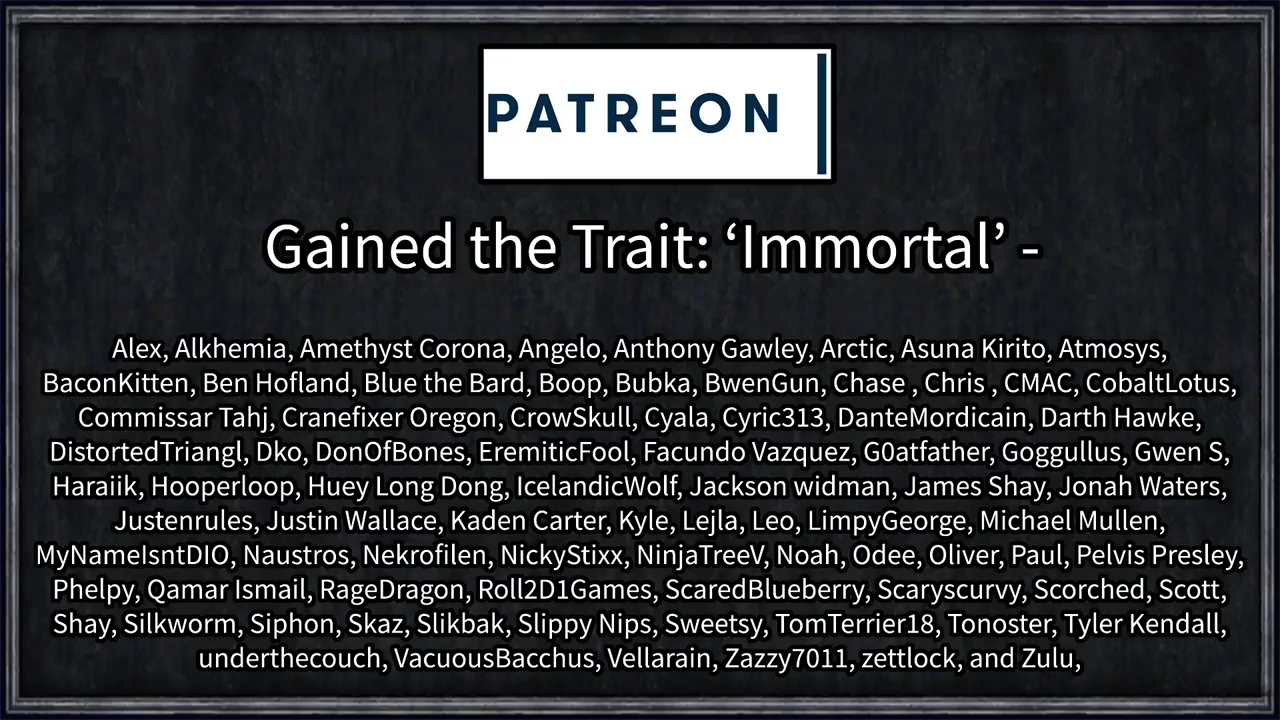 PATREON
Gained the Trait: ‘Immortal’ -
Alex, Alkhemia, Amethyst Corona, Angelo, Anthony Gawley, Arctic, Asuna Kirito, Atmosys,
BaconKitten, Ben Hofland, Blue the Bard, Boop, Bubka, BwenGun, Chase , Chris , CMAC, CobaltLotus,
Commissar Tahj, Cranefixer Oregon, CrowSkull, Cyala, Cyric313, DanteMordicain, Darth Hawke,
DistortedTriangl, Dko, DonOfBones, EremiticFool, Facundo Vazquez, G0atfather, Goggullus, Gwen S,
Haraiik, Hooperloop, Huey Long Dong, IcelandicWolf, Jackson widman, James Shay, Jonah Waters,
Justenrules, Justin Wallace, Kaden Carter, Kyle, Lejla, Leo, LimpyGeorge, Michael Mullen,
MyNameIsntDIO, Naustros, Nekrofilen, NickyStixx, NinjaTreeV, Noah, Odee, Oliver, Paul, Pelvis Presley,
Phelpy, Qamar Ismail, RageDragon, Roll2D1Games, ScaredBlueberry, Scaryscurvy, Scorched, Scott,
Shay, Silkworm, Siphon, Skaz, Slikbak, Slippy Nips, Sweetsy, TomTerrier18, Tonoster, Tyler Kendall,
underthecouch, VacuousBacchus, Vellarain, Zazzy7011, zettlock, and Zulu,